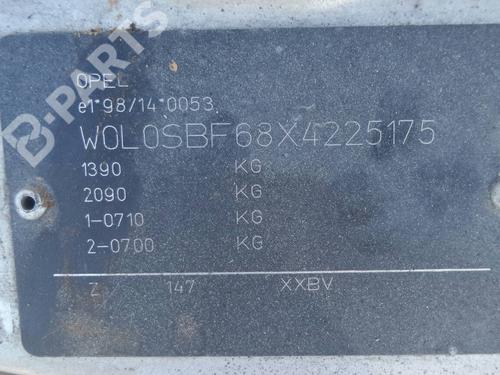 OPEL
e1*98/14*0053
W0L0SBF68X4225175
1390 KG
2090 KG
1-0710 KG
2-0700 KG
Z / 147 XXBV
B-PARTS